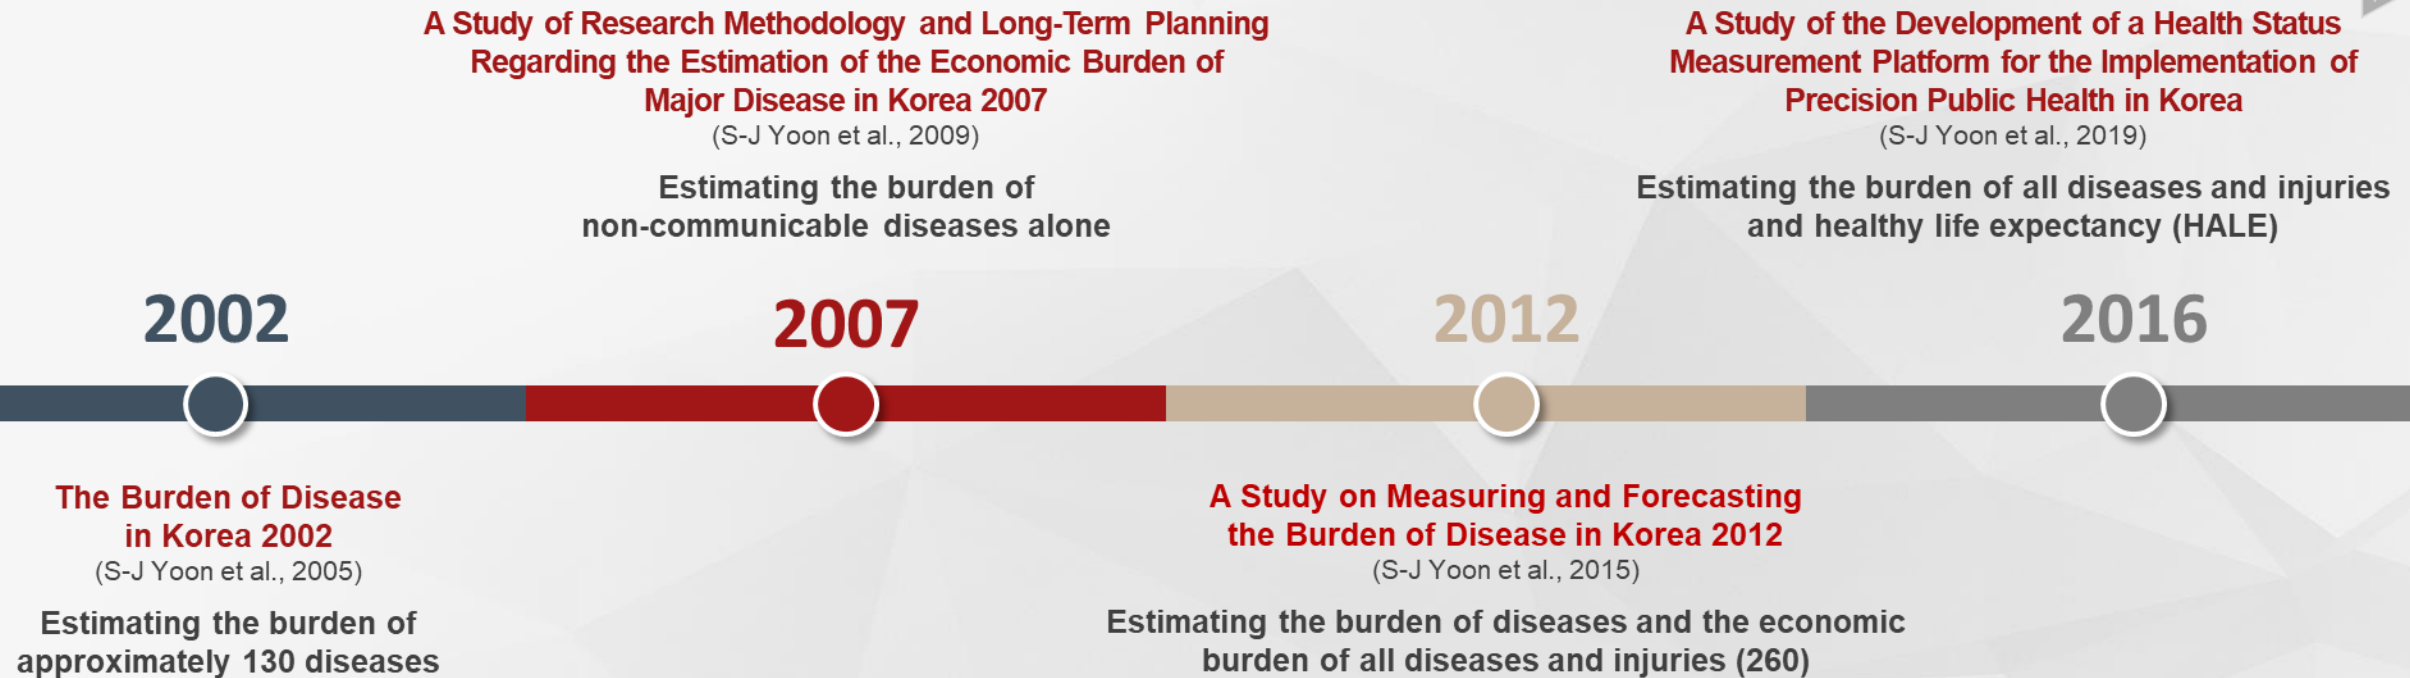 A Study of Research Methodology and Long-Term Planning
Regarding the Estimation of the Economic Burden of
Major Disease in Korea 2007
(S-J Yoon et al., 2009)
Estimating the burden of
non-communicable diseases alone
A Study of the Development of a Health Status
Measurement Platform for the Implementation of
Precision Public Health in Korea
(S-J Yoon et al., 2019)
Estimating the burden of all diseases and injuries
and healthy life expectancy (HALE)
2002
2007
2012
2016
The Burden of Disease
in Korea 2002
(S-J Yoon et al., 2005)
Estimating the burden of
approximately 130 diseases
A Study on Measuring and Forecasting
the Burden of Disease in Korea 2012
(S-J Yoon et al., 2015)
Estimating the burden of diseases and the economic
burden of all diseases and injuries (260)